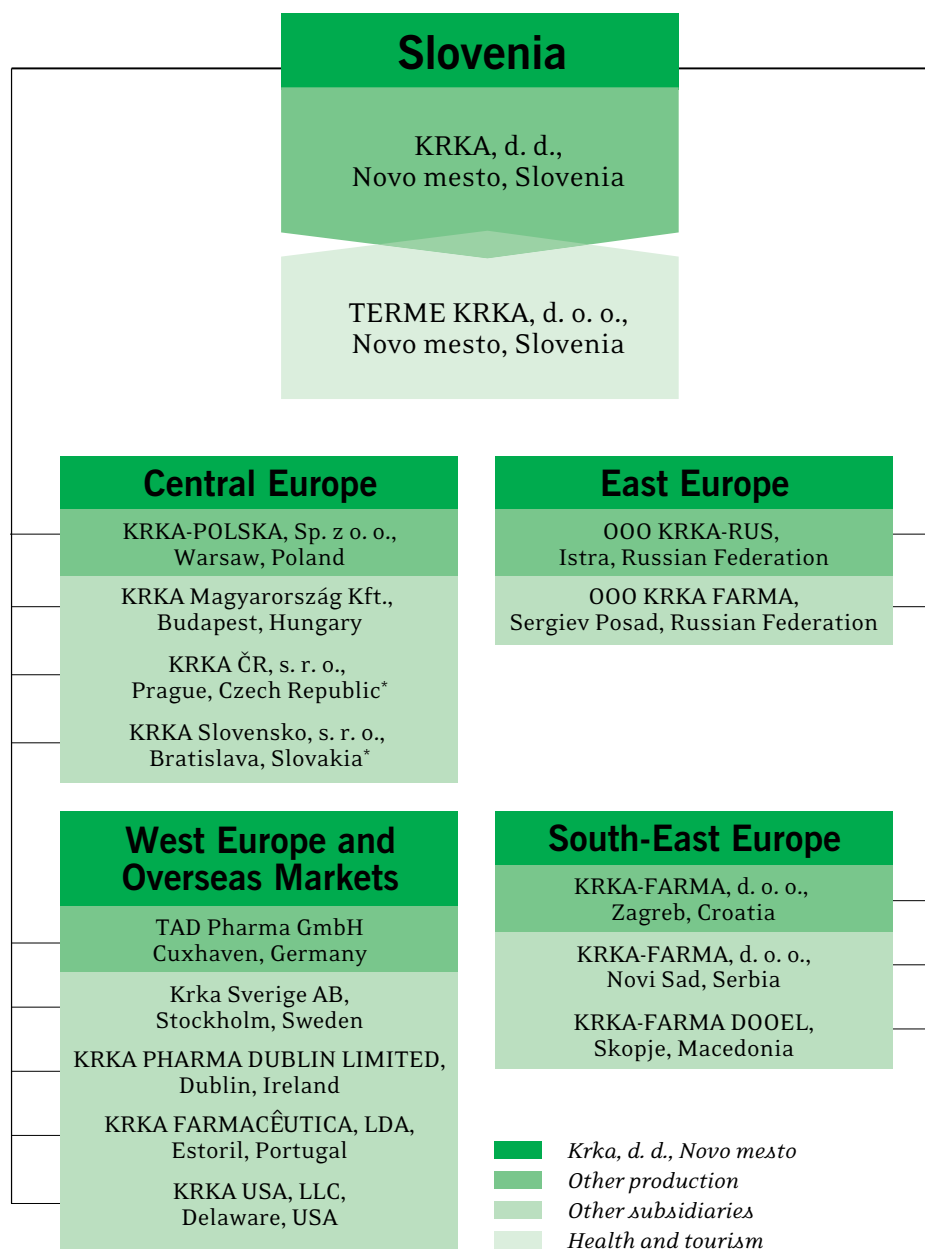 Slovenia
KRKA, d. d.,
Novo mesto, Slovenia
TERME KRKA, d. o. o.,
Novo mesto, Slovenia
Central Europe
KRKA-POLSKA, Sp. z o. o.,
Warsaw, Poland
KRKA Magyarország Kft.,
Budapest, Hungary
KRKA ČR, s. r. o.,
Prague, Czech Republic*
KRKA Slovensko, s. r. o.,
Bratislava, Slovakia*
East Europe
OOO KRKA-RUS,
Istra, Russian Federation
OOO KRKA FARMA,
Sergiev Posad, Russian Federation
West Europe and
Overseas Markets
TAD Pharma GmbH
Cuxhaven, Germany
Krka Sverige AB,
Stockholm, Sweden
KRKA PHARMA DUBLIN LIMITED,
Dublin, Ireland
KRKA FARMACÊUTICA, LDA,
Estoril, Portugal
KRKA USA, LLC,
Delaware, USA
South-East Europe
KRKA-FARMA, d. o. o.,
Zagreb, Croatia
KRKA-FARMA, d. o. o.,
Novi Sad, Serbia
KRKA-FARMA DOOEL,
Skopje, Macedonia
Krka, d. d., Novo mesto
Other production
Other subsidiaries
Health and tourism